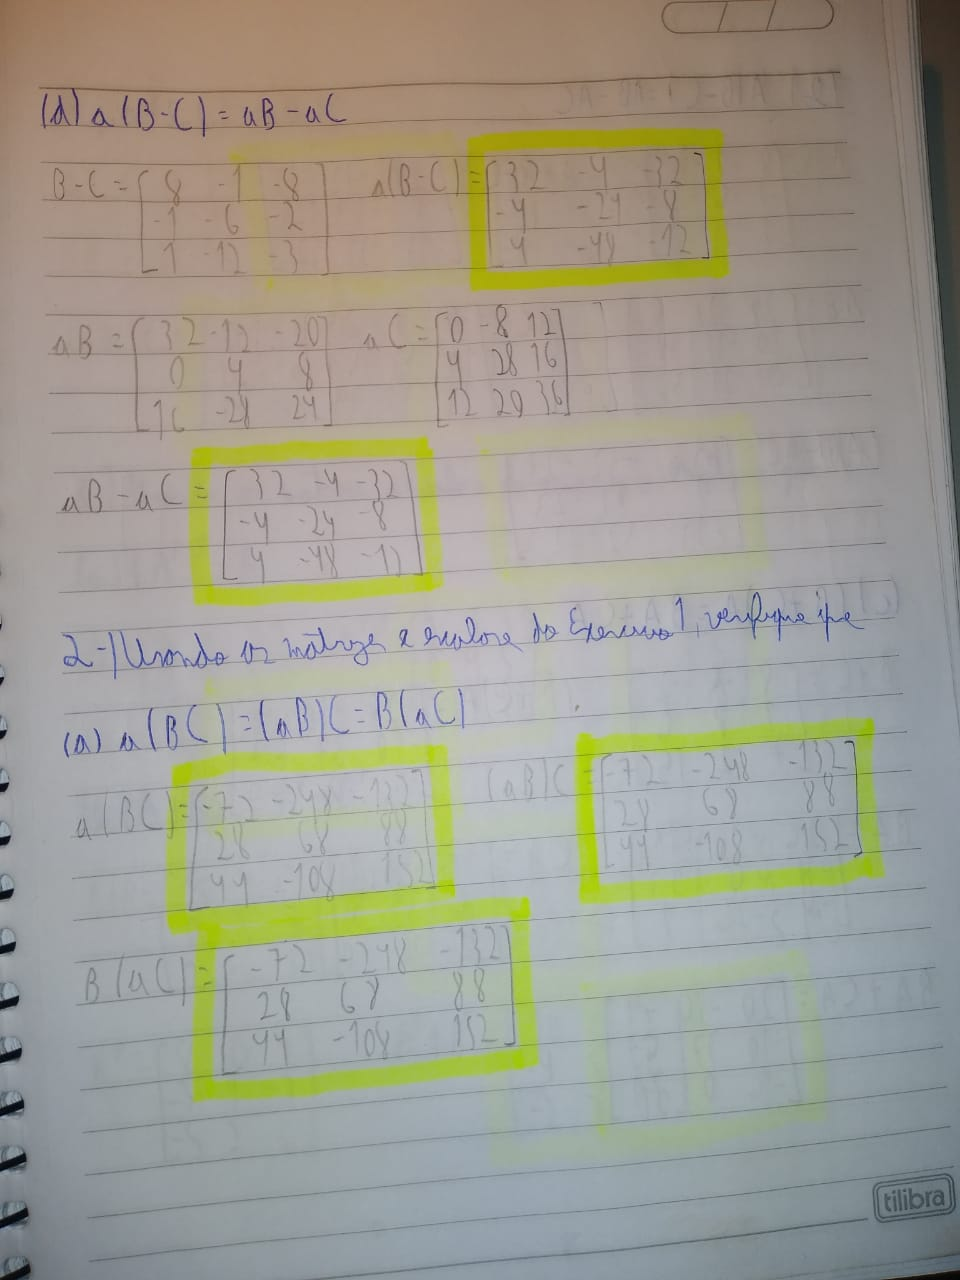 (d) a(B-C) = aB - aC
B-C = [8 -1 -8 a(B-C) = [32 -4 -32
-1 -6 -2 -4 -24 -8
1 -12 -3] 4 -48 -12]
aB = [32 -12 -20 aC = [0 -8 12
0 4 8 4 28 16
16 -28 24] 12 20 36]
aB - aC = [32 -4 -32
-4 -24 -8
4 -48 -12]
2-) Usando as matrizes e escalares do Exercício 1, verifique que
(a) a(BC) = (aB)C = B(aC)
a(BC) = [-72 -248 -132 (aB)C = [-72 -248 -132
28 68 88 28 68 88
44 -108 152] 44 -108 152]
B(aC) = [-72 -248 -132
28 68 88
44 -108 152]
tilibra